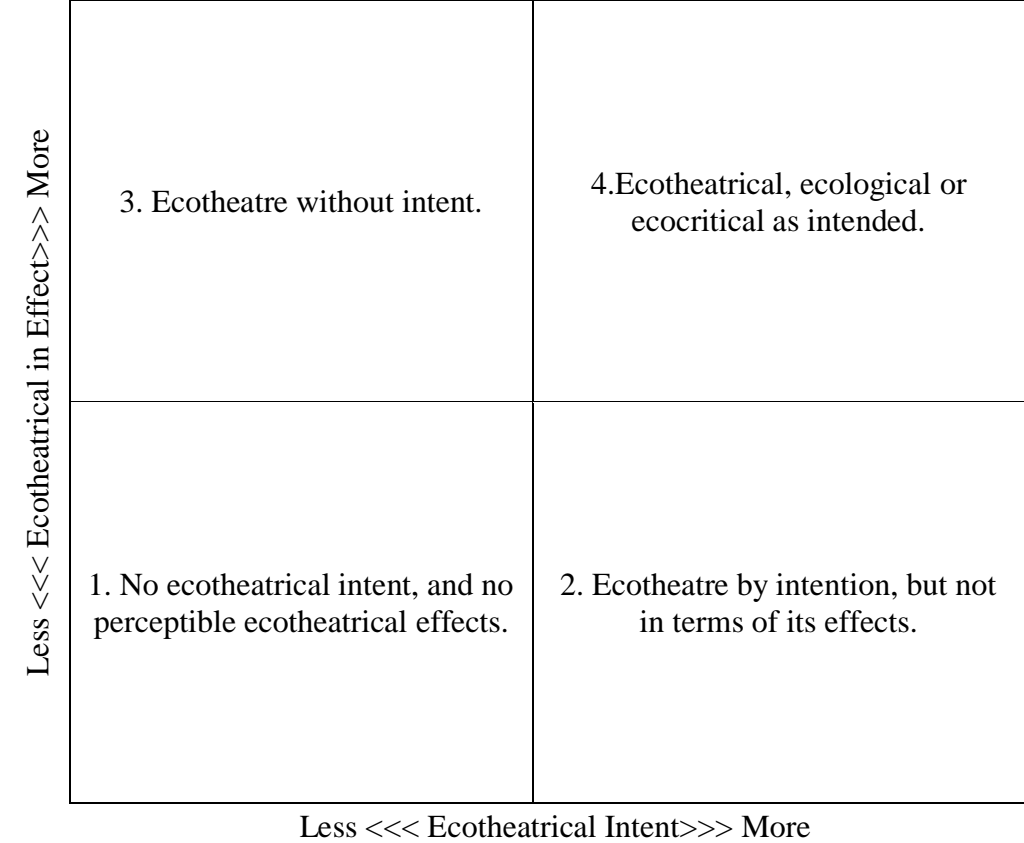 Less <<< Ecotheatrical in Effect>>> More
3. Ecotheatre without intent.
4.Ecotheatrical, ecological or
ecocritical as intended.
1. No ecotheatrical intent, and no
perceptible ecotheatrical effects.
2. Ecotheatre by intention, but not
in terms of its effects.
Less <<< Ecotheatrical Intent>>> More